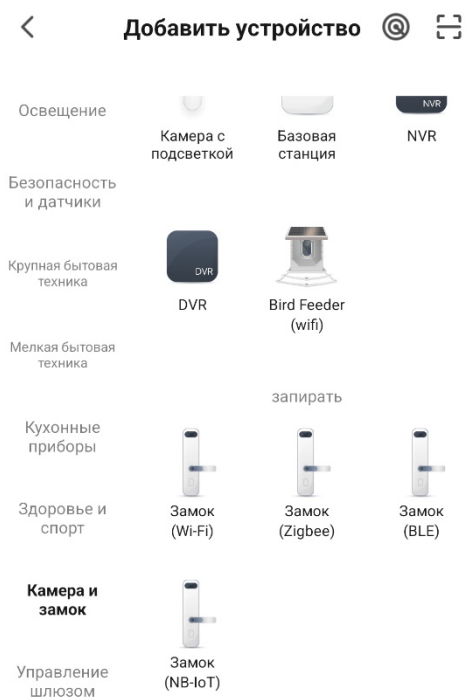 Добавить устройство
Освещение
Безопасность
и датчики
Крупная бытовая
техника
Мелкая бытовая
техника
Кухонные
приборы
Здоровье и
спорт
Камера и
замок
Управление
шлюзом
NVR
Камера с
подсветкой
Базовая
станция
NVR
DVR
DVR
Bird Feeder
(wifi)
запирать
Замок
(Wi-Fi)
Замок
(Zigbee)
Замок
(BLE)
Замок
(NB-IoT)